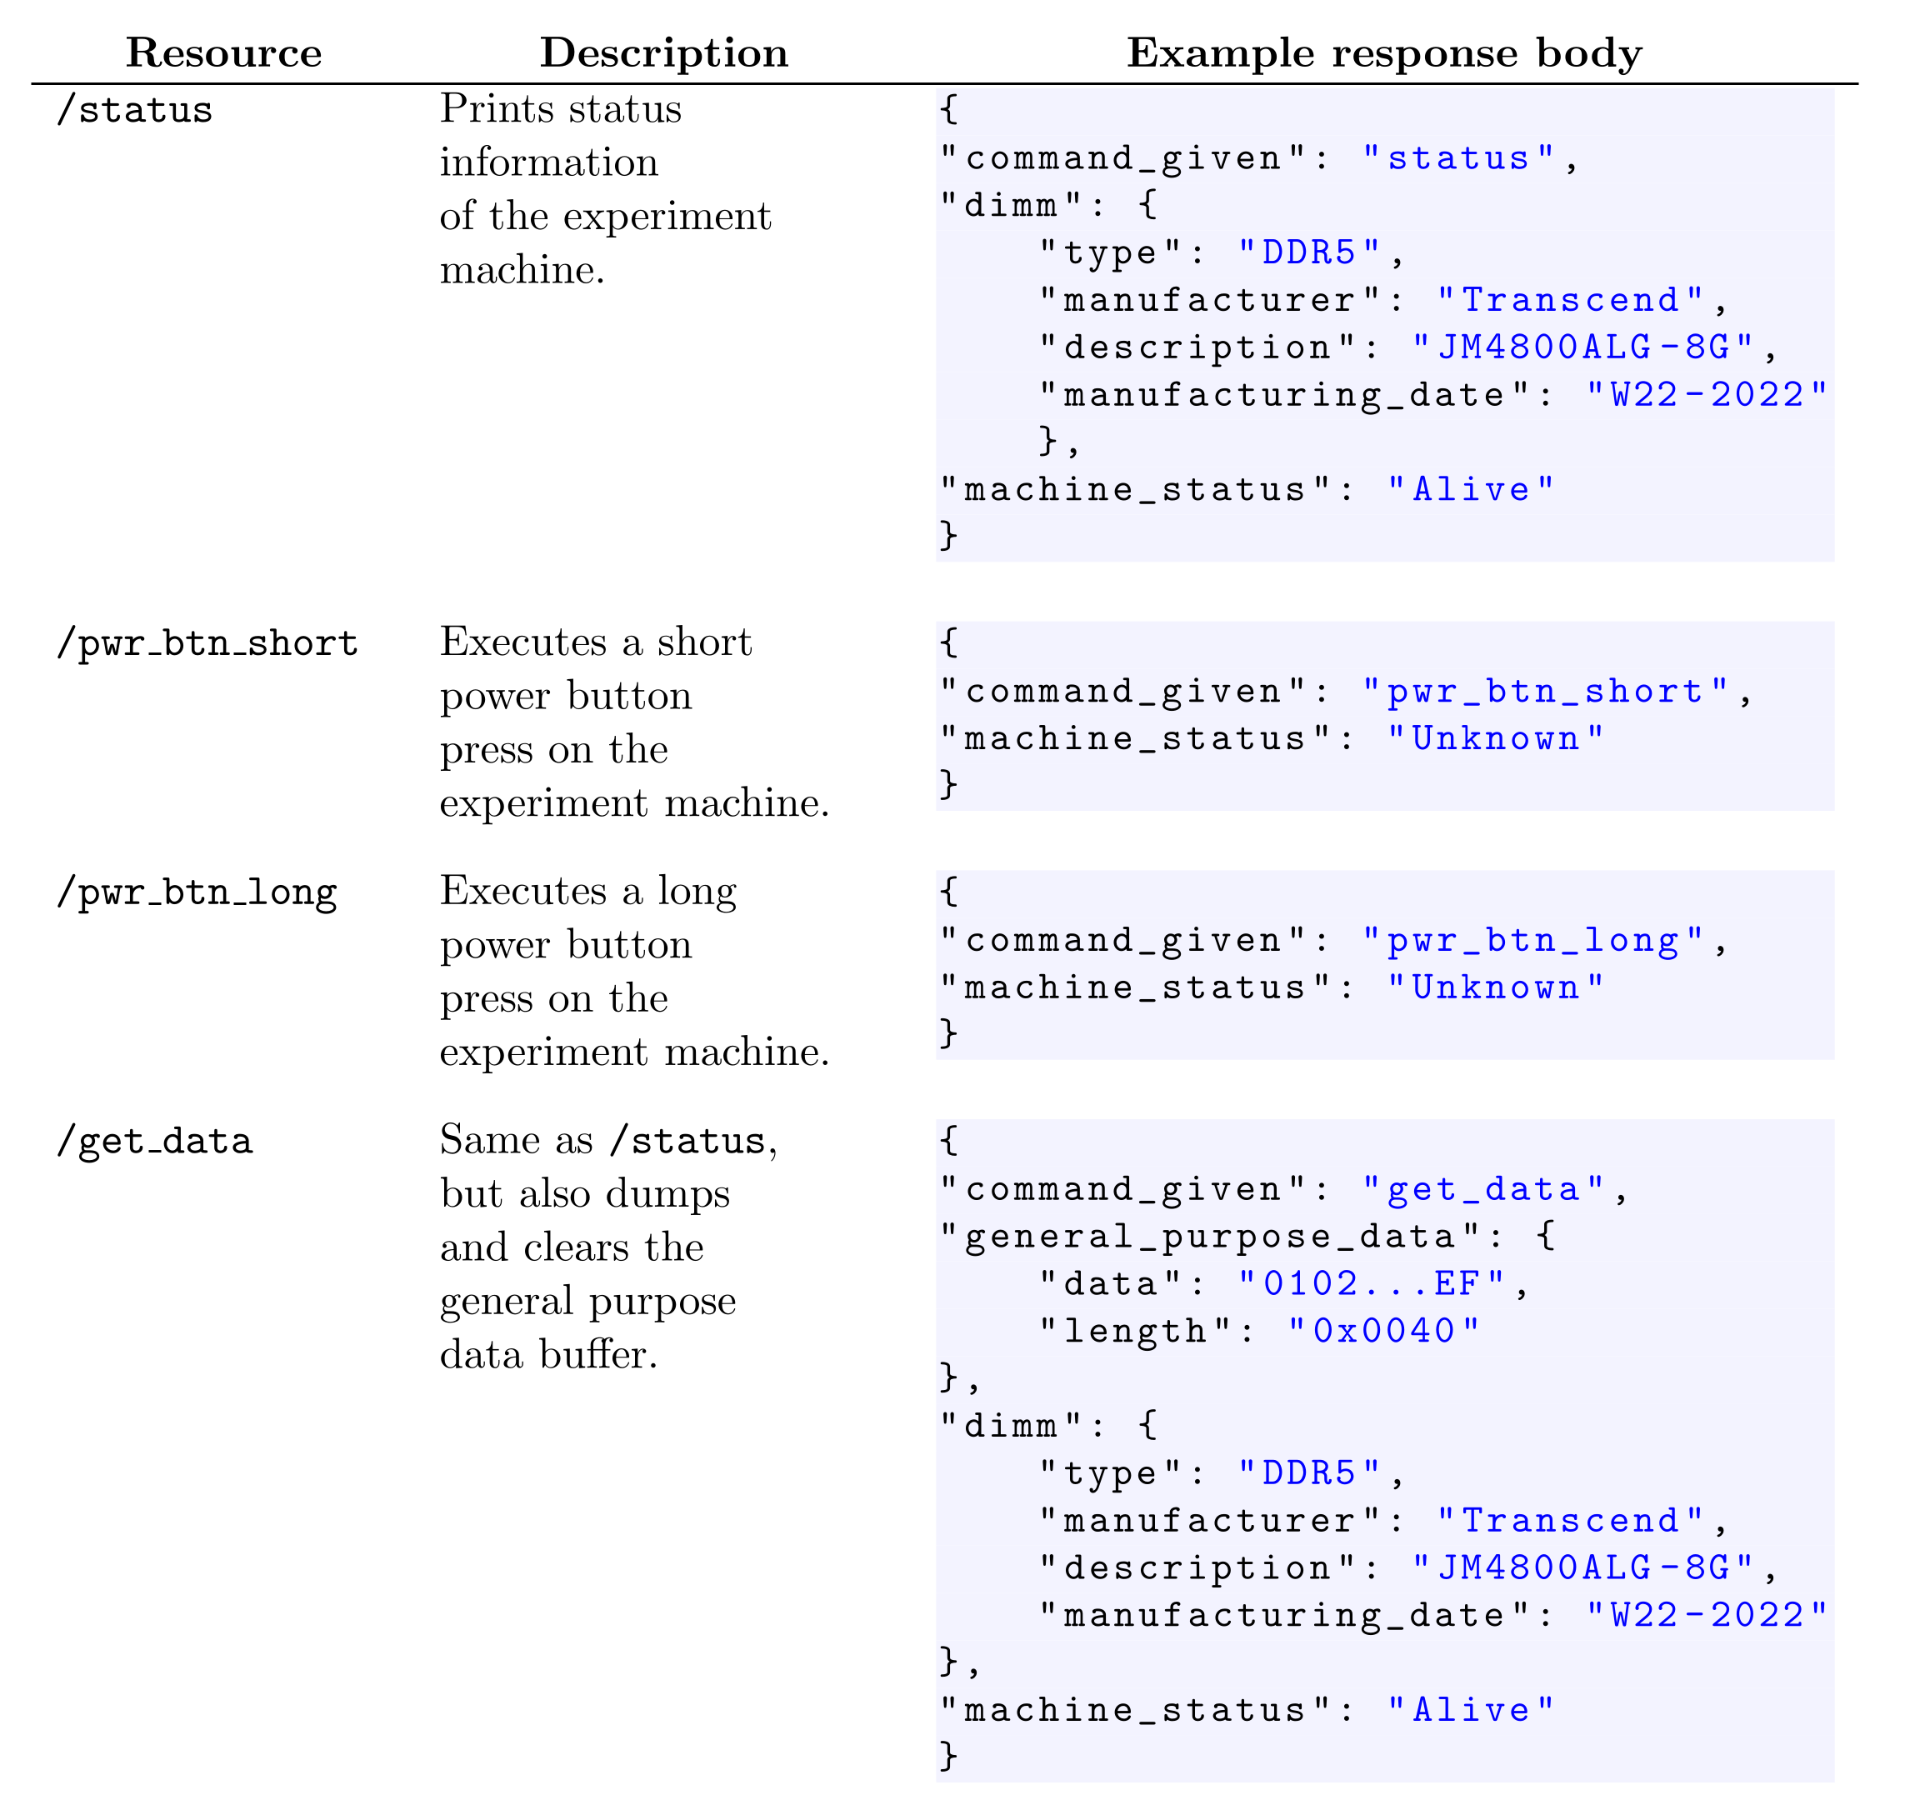 Resource Description Example response body
/status
Prints status
information
of the experiment
machine.
{
"command_given": "status",
"dimm": {
    "type": "DDR5",
    "manufacturer": "Transcend",
    "description": "JM4800ALG-8G",
    "manufacturing_date": "W22-2022"
    },
"machine_status": "Alive"
}
/pwr_btn_short
Executes a short
power button
press on the
experiment machine.
{
"command_given": "pwr_btn_short",
"machine_status": "Unknown"
}
/pwr_btn_long
Executes a long
power button
press on the
experiment machine.
{
"command_given": "pwr_btn_long",
"machine_status": "Unknown"
}
/get_data
Same as /status,
but also dumps
and clears the
general purpose
data buffer.
{
"command_given": "get_data",
"general_purpose_data": {
    "data": "0102...EF",
    "length": "0x0040"
},
"dimm": {
    "type": "DDR5",
    "manufacturer": "Transcend",
    "description": "JM4800ALG-8G",
    "manufacturing_date": "W22-2022"
},
"machine_status": "Alive"
}